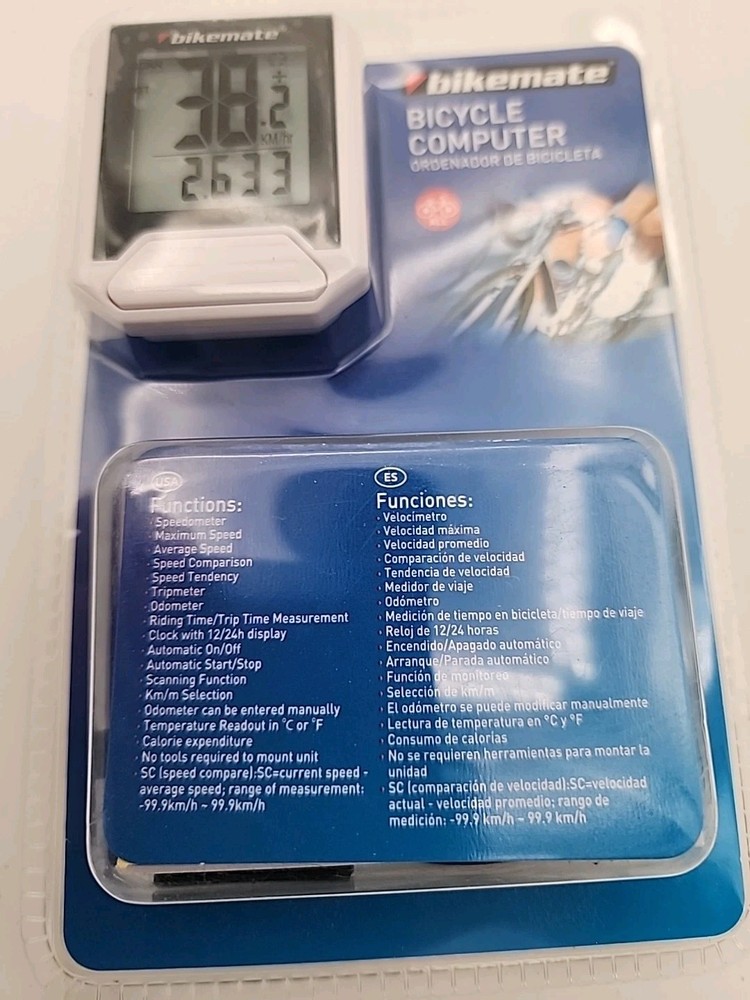 bikemate
38.2
KM/hr
2.633
bikemate
BICYCLE
COMPUTER
ORDENADOR DE BICICLETA
USA
Functions:
· Speedometer
· Maximum Speed
· Average Speed
· Speed Comparison
· Speed Tendency
· Tripmeter
· Odometer
· Riding Time/Trip Time Measurement
· Clock with 12/24h display
· Automatic On/Off
· Automatic Start/Stop
· Scanning Function
· Km/m Selection
· Odometer can be entered manually
· Temperature Readout in °C or °F
· Calorie expenditure
· No tools required to mount unit
· SC (speed compare):SC=current speed -
average speed; range of measurement:
-99.9km/h ~ 99.9km/h
ES
Funciones:
· Velocímetro
· Velocidad máxima
· Velocidad promedio
· Comparación de velocidad
· Tendencia de velocidad
· Medidor de viaje
· Odómetro
· Medición de tiempo en bicicleta/tiempo de viaje
· Reloj de 12/24 horas
· Encendido/Apagado automático
· Arranque/Parada automático
· Función de monitoreo
· Selección de km/m
· El odómetro se puede modificar manualmente
· Lectura de temperatura en °C y °F
· Consumo de calorías
· No se requieren herramientas para montar la
unidad
· SC (comparación de velocidad):SC=velocidad
actual - velocidad promedio; rango de
medición: -99.9 km/h ~ 99.9 km/h